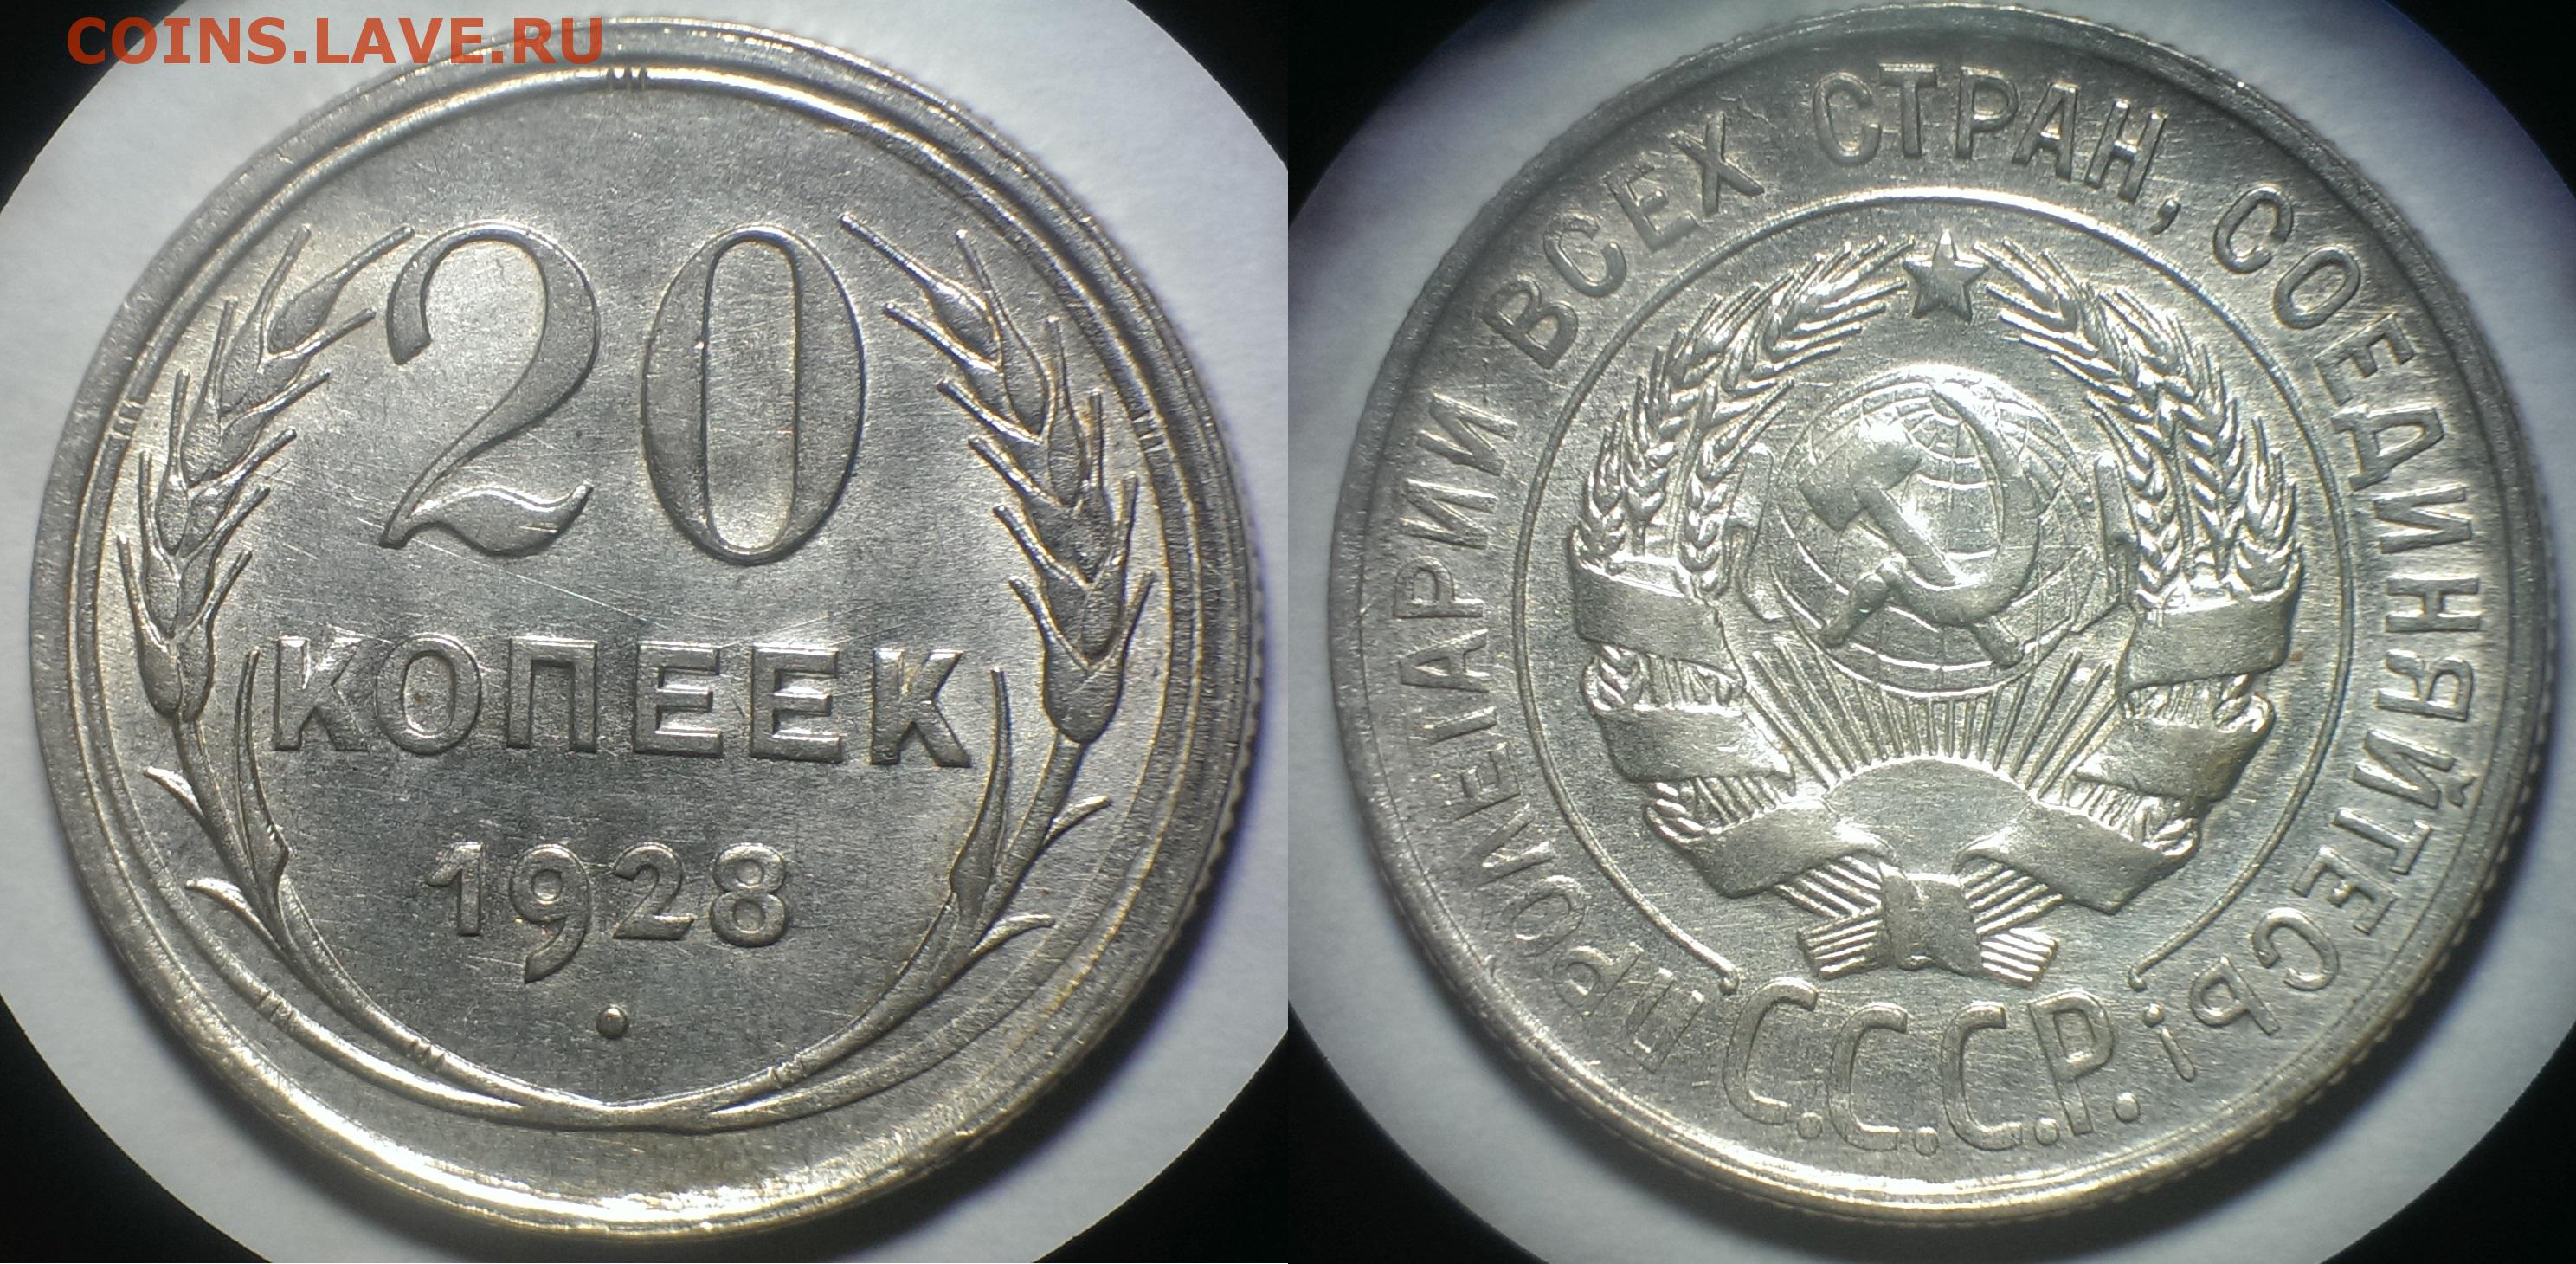 COINS.LAVE.RU
20
КОПЕЕК
1928
ПРОЛЕТАРИИ ВСЕХ СТРАН, СОЕДИНЯЙТЕСЬ!
С.С.С.Р.